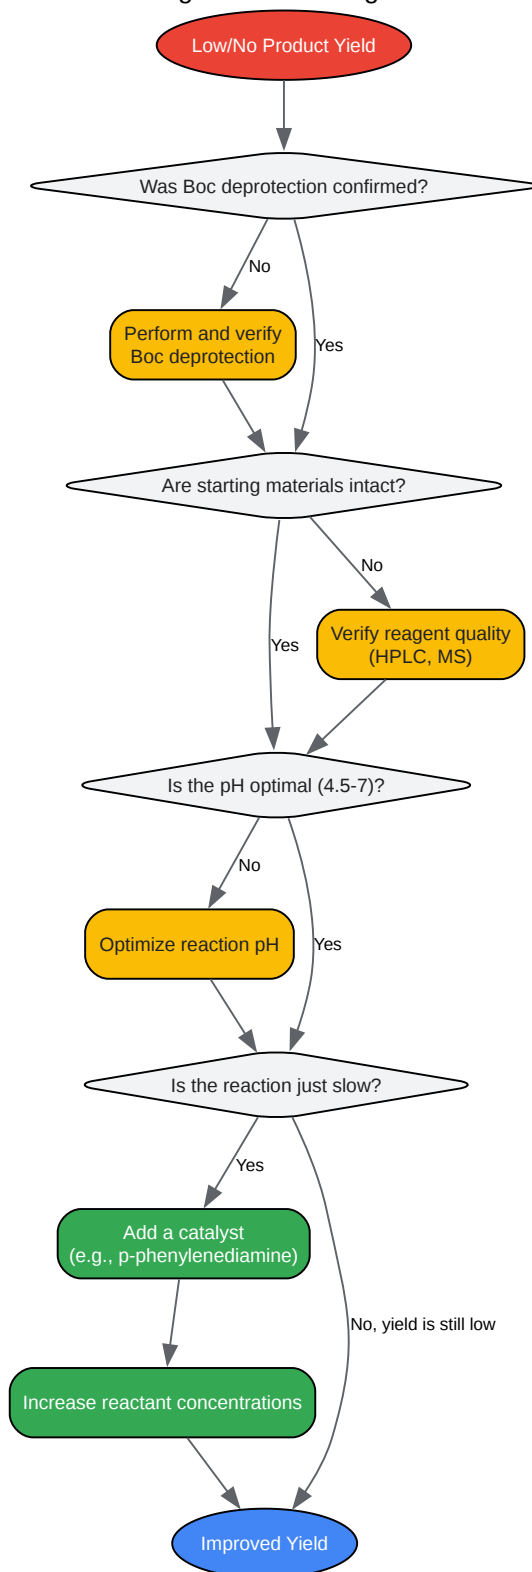 Low/No Product Yield
Was Boc deprotection confirmed?
No
Perform and verify
Boc deprotection
Yes
Are starting materials intact?
No
Yes
Verify reagent quality
(HPLC, MS)
Is the pH optimal (4.5-7)?
No
Optimize reaction pH
Yes
Is the reaction just slow?
Yes
Add a catalyst
(e.g., p-phenylenediamine)
No, yield is still low
Increase reactant concentrations
Improved Yield